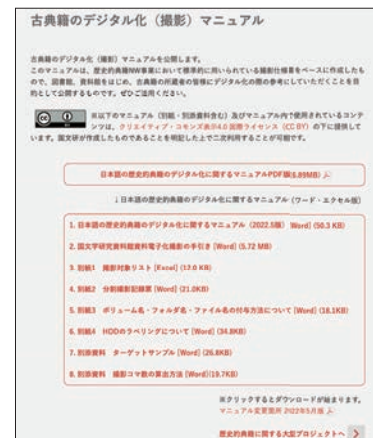 古典籍のデジタル化（撮影）マニュアル
古典籍のデジタル化（撮影）マニュアルを公開します。
このマニュアルは、歴史的典籍NW事業において標準的に用いられている撮影仕様書をベースに作成したも
ので、図書館、資料館をはじめ、古典籍の所蔵者の皆様にデジタル化の際の参考にしていただくことを目
的として公開するものです。ぜひご活用ください。
cc BY
※以下のマニュアル（別紙・別添資料含む）及びマニュアル内で使用されているコンテ
ンツは、クリエイティブ・コモンズ表示4.0 国際ライセンス（CC BY）の下に提供して
います。国文研が作成したものであることを明記した上で二次利用することが可能です。
日本語の歴史的典籍のデジタル化に関するマニュアルPDF版(6.89MB)
↓日本語の歴史的典籍のデジタル化に関するマニュアル（ワード・エクセル版）
1. 日本語の歴史的典籍のデジタル化に関するマニュアル（2022.5版） Word] (50.3 KB)
2. 国文学研究資料館資料電子化撮影の手引き [Word] (5.72 MB)
3. 別紙1 撮影対象リスト [Excel] (12.0 KB)
4. 別紙2 分割撮影記録票 [Word] (21.0KB)
5. 別紙3 ボリューム名・フォルダ名・ファイル名の付与方法について [Word] (18.1KB)
6. 別紙4 HDDのラベリングについて [Word] (34.8KB)
7. 別添資料 ターゲットサンプル [Word] (26.8KB)
8. 別添資料 撮影コマ数の算出方法 [Word](19.7KB)
※クリックするとダウンロードが始まります。
マニュアル変更箇所 2022年5月版
歴史的典籍に関する大型プロジェクトへ